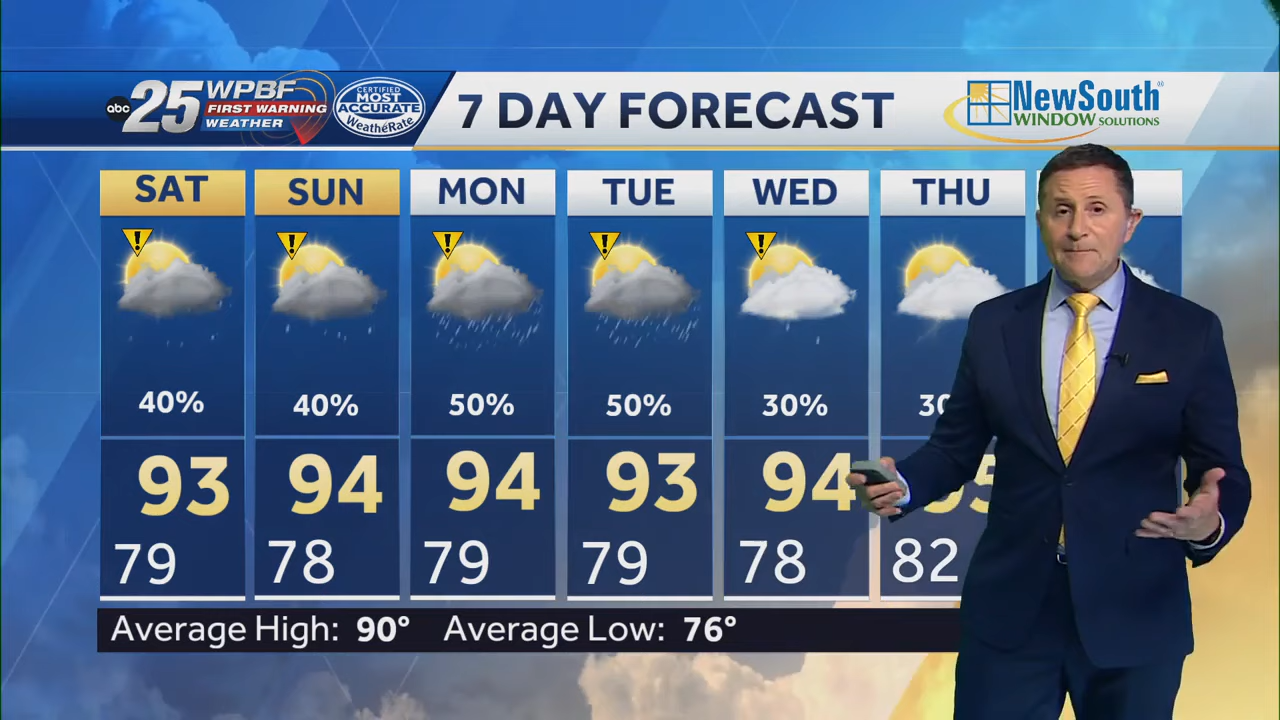 abc 25 WPBF
FIRST WARNING
WEATHER
CERTIFIED
MOST
ACCURATE
WeatheRate
7 DAY FORECAST
NewSouth
WINDOW SOLUTIONS
SAT SUN MON TUE WED THU
! ! ! ! !
40% 40% 50% 50% 30% 30
93 94 94 93 94 95
79 78 79 79 78 82
Average High: 90° Average Low: 76°